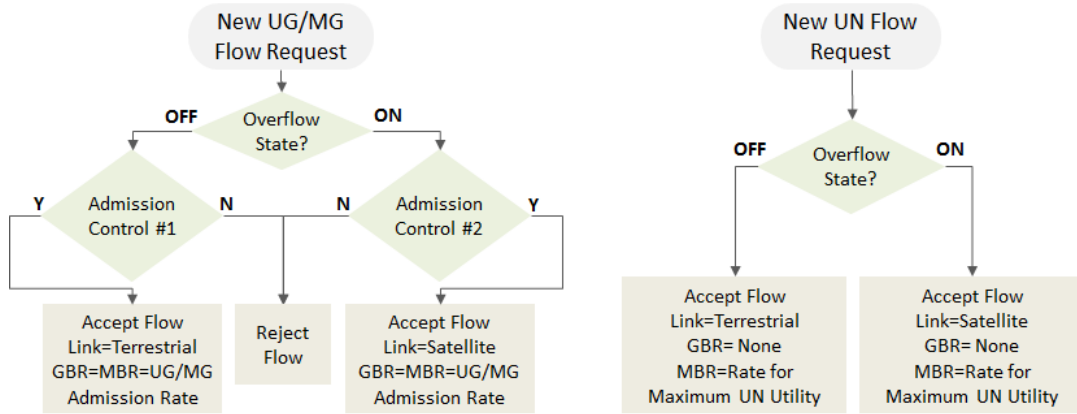 New UG/MG
Flow Request
OFF
Overflow
State?
ON
Y
Admission
Control #1
N
N
Admission
Control #2
Y
Accept Flow
Link=Terrestrial
GBR=MBR=UG/MG
Admission Rate
Reject
Flow
Accept Flow
Link=Satellite
GBR=MBR=UG/MG
Admission Rate
New UN Flow
Request
OFF
Overflow
State?
ON
Accept Flow
Link=Terrestrial
GBR= None
MBR=Rate for
Maximum UN Utility
Accept Flow
Link=Satellite
GBR= None
MBR=Rate for
Maximum UN Utility